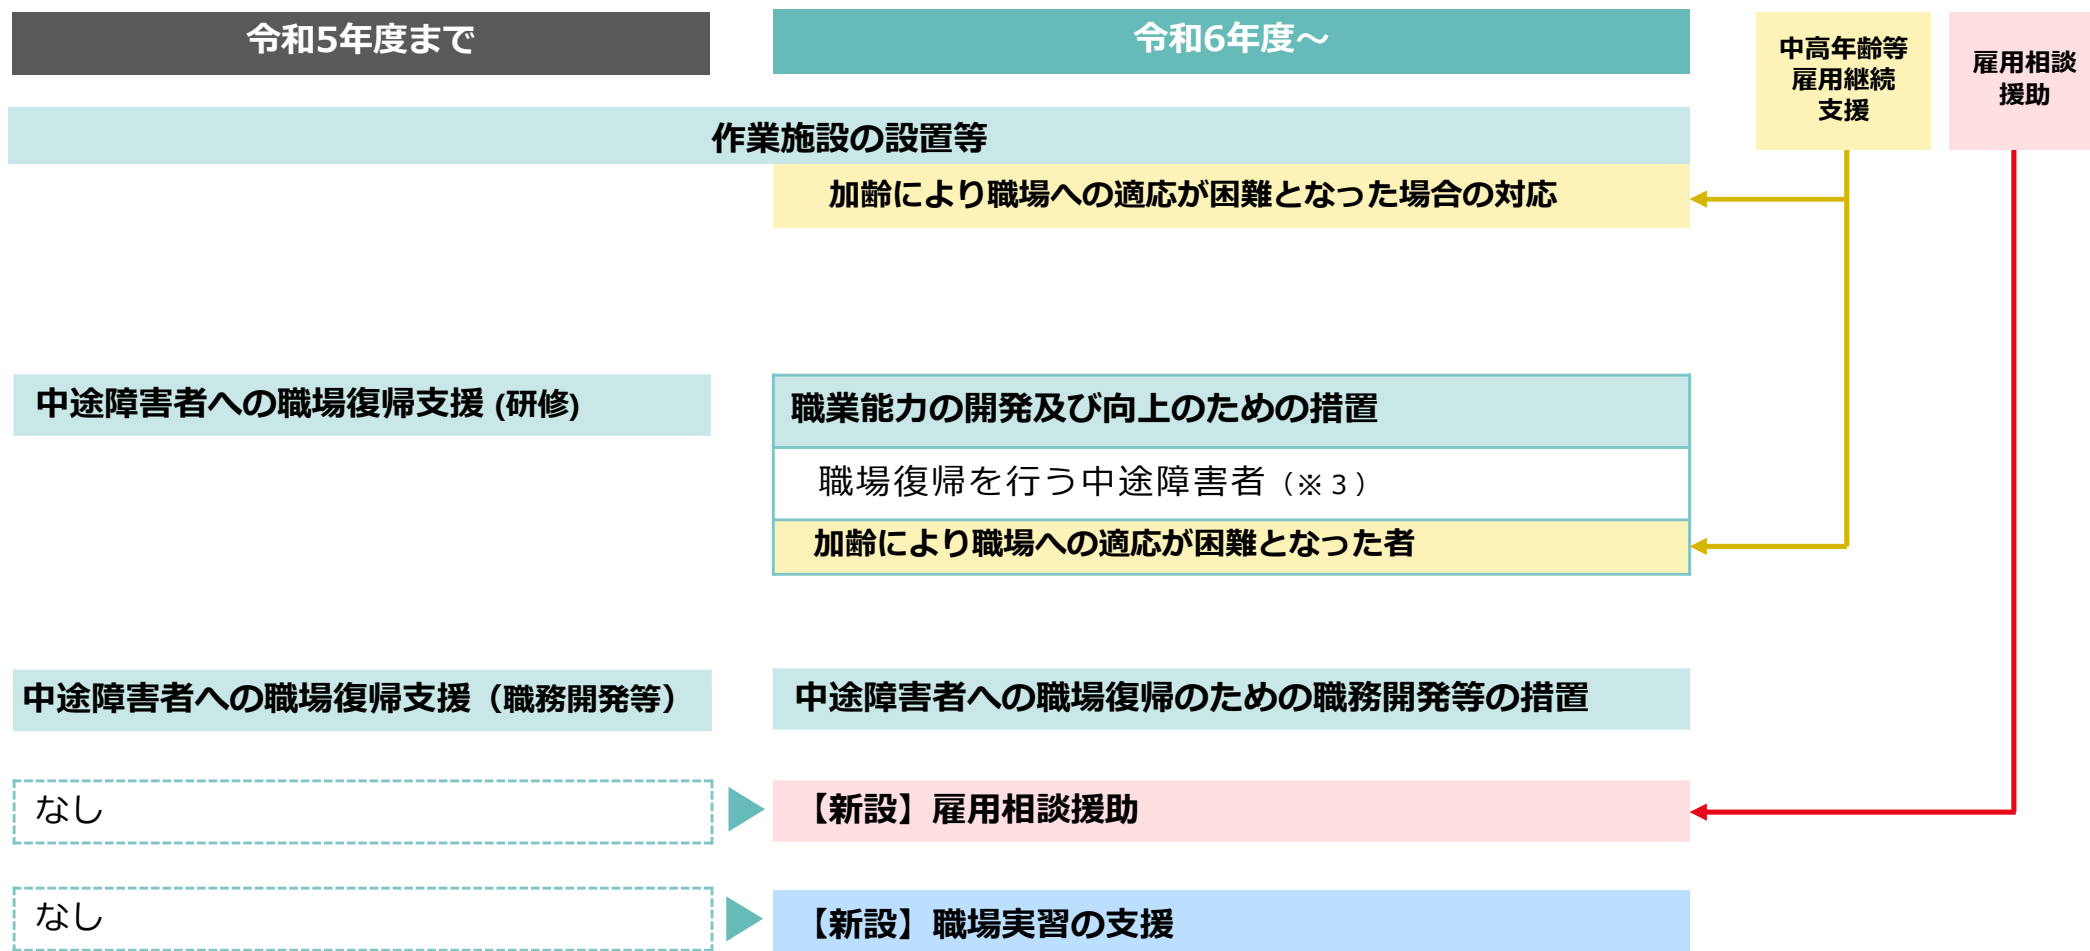 令和5年度まで
令和6年度～
中高年齢等
雇用継続
支援
雇用相談
援助
作業施設の設置等
加齢により職場への適応が困難となった場合の対応
中途障害者への職場復帰支援 (研修)
職業能力の開発及び向上のための措置
職場復帰を行う中途障害者（※３）
加齢により職場への適応が困難となった者
中途障害者への職場復帰支援（職務開発等）
中途障害者への職場復帰のための職務開発等の措置
なし
【新設】雇用相談援助
なし
【新設】職場実習の支援